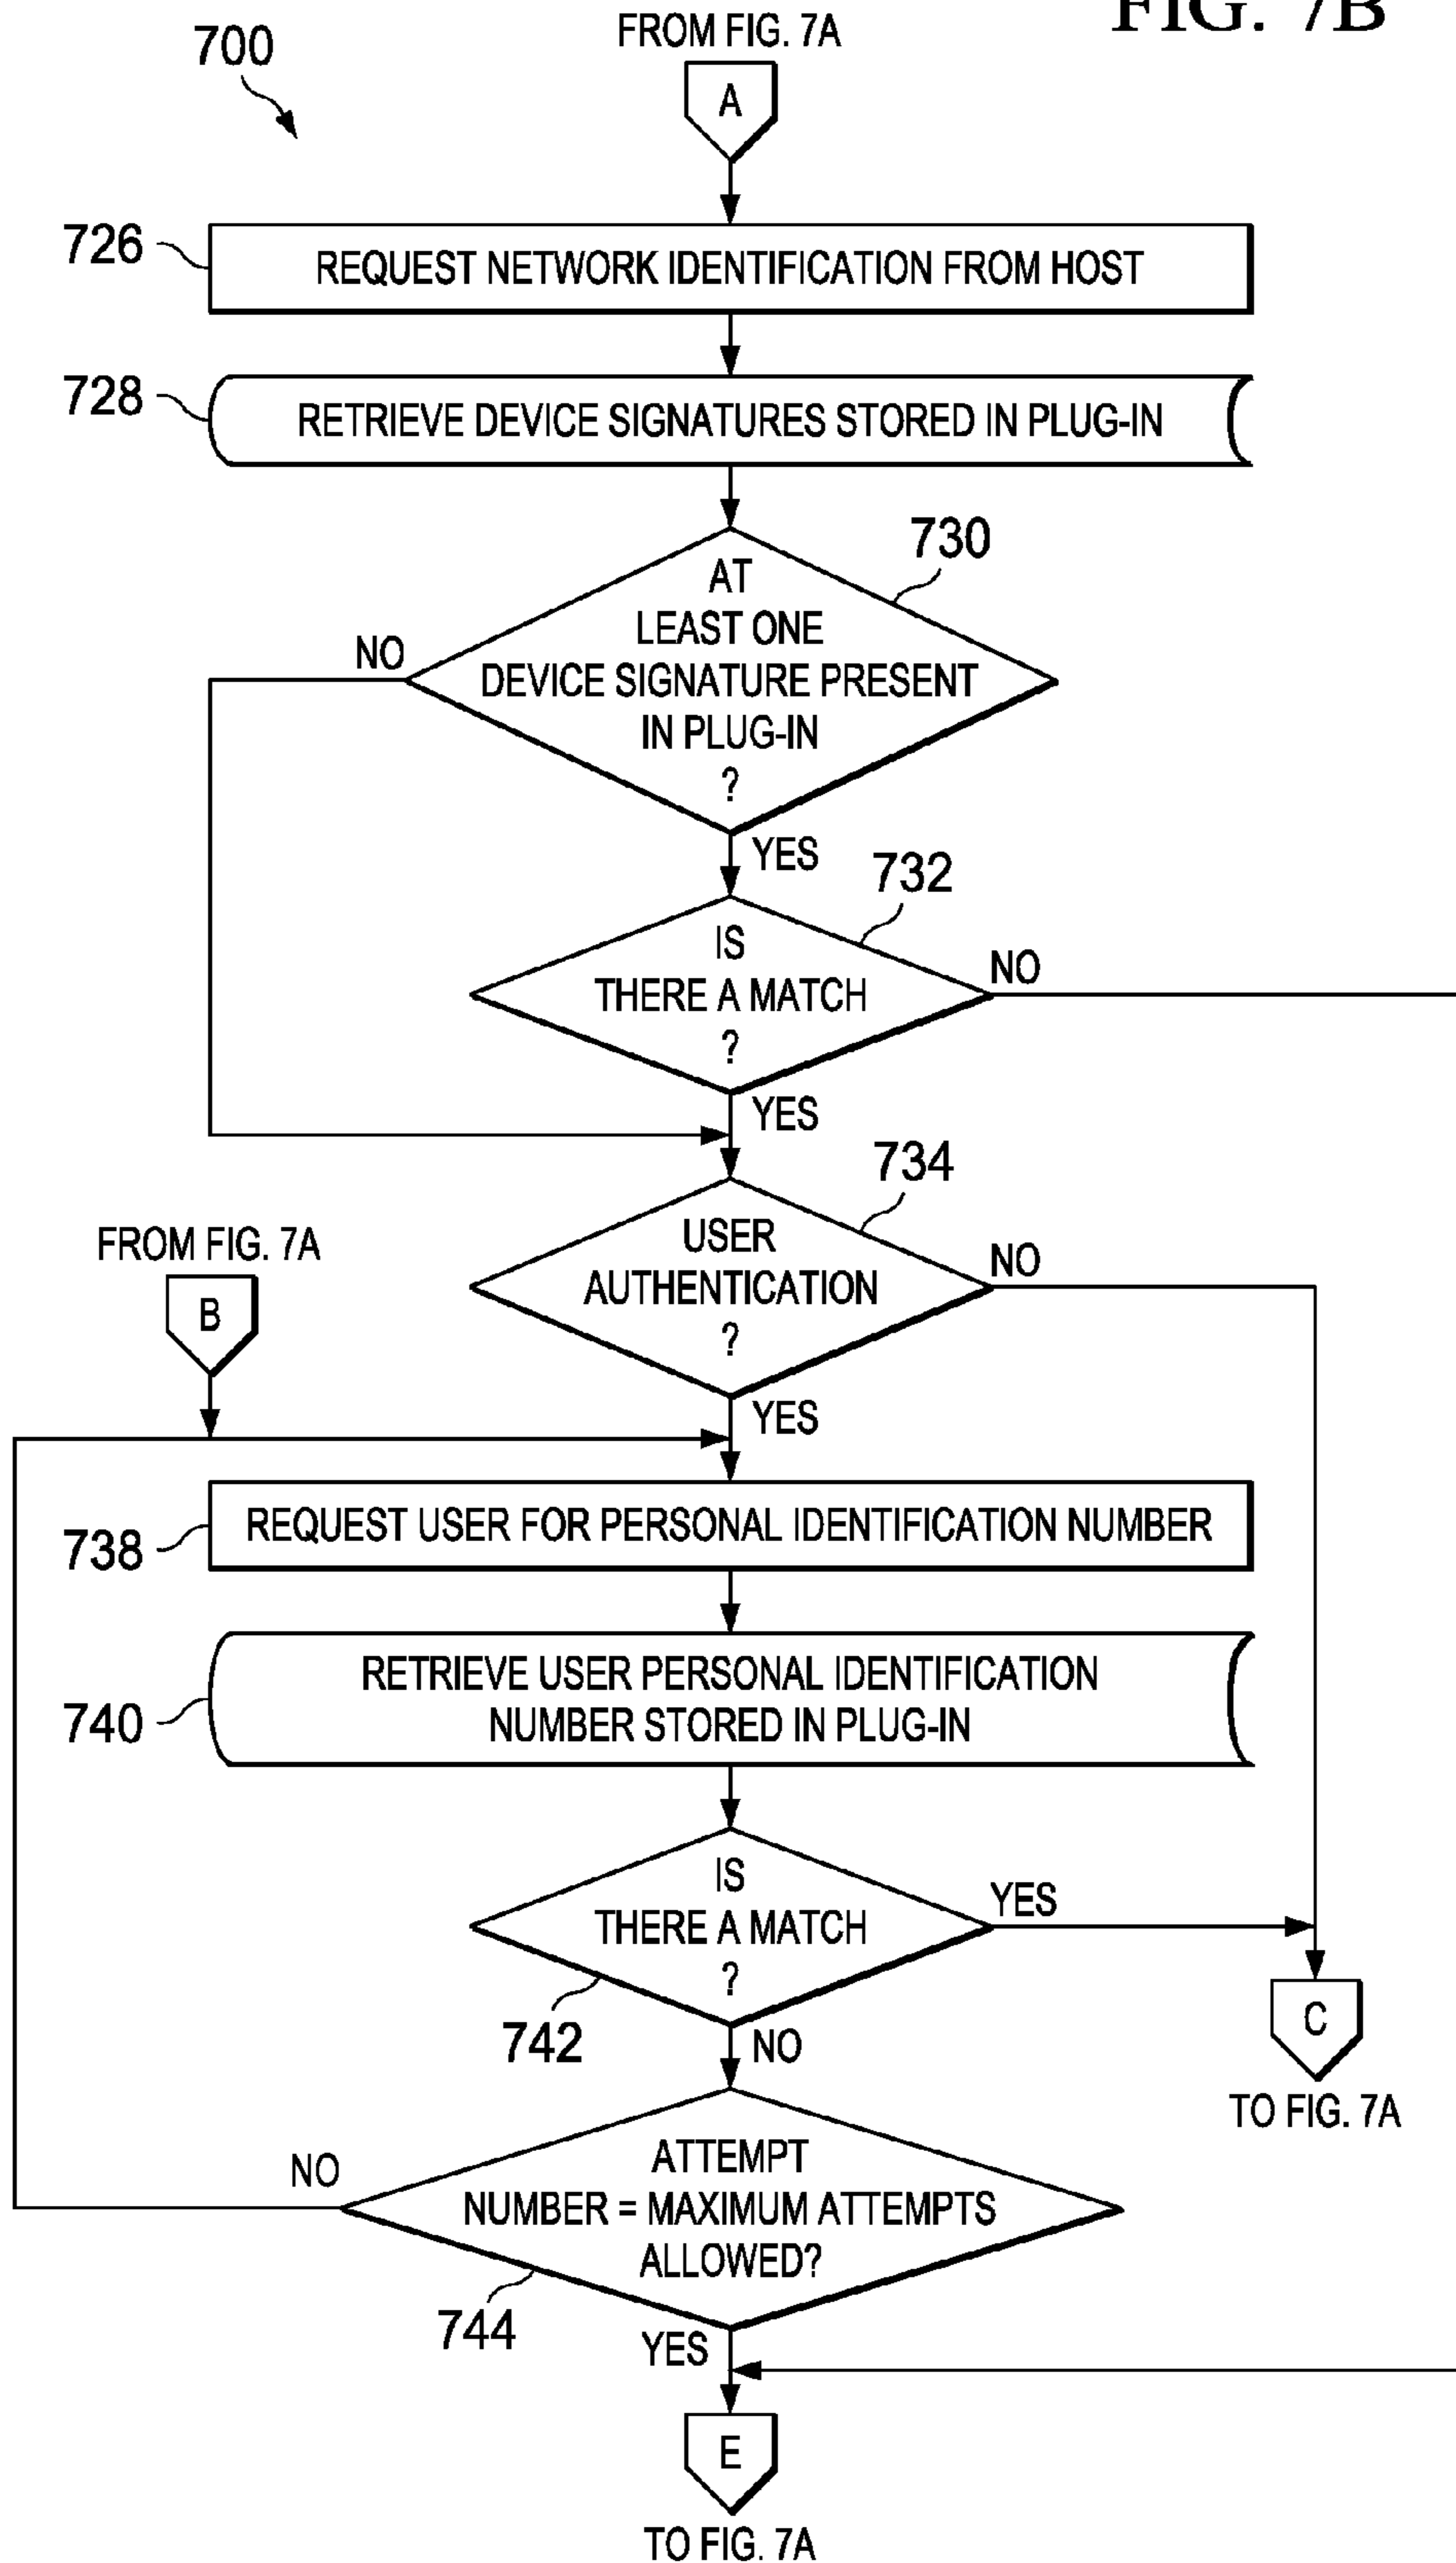 FIG. 7B
700
FROM FIG. 7A
A
726
REQUEST NETWORK IDENTIFICATION FROM HOST
728
RETRIEVE DEVICE SIGNATURES STORED IN PLUG-IN
730
AT
LEAST ONE
DEVICE SIGNATURE PRESENT
IN PLUG-IN
?
NO
YES
732
IS
THERE A MATCH
?
NO
YES
734
USER
AUTHENTICATION
?
NO
YES
FROM FIG. 7A
B
738
REQUEST USER FOR PERSONAL IDENTIFICATION NUMBER
740
RETRIEVE USER PERSONAL IDENTIFICATION
NUMBER STORED IN PLUG-IN
IS
THERE A MATCH
?
YES
742
NO
C
TO FIG. 7A
ATTEMPT
NUMBER = MAXIMUM ATTEMPTS
ALLOWED?
NO
744
YES
E
TO FIG. 7A